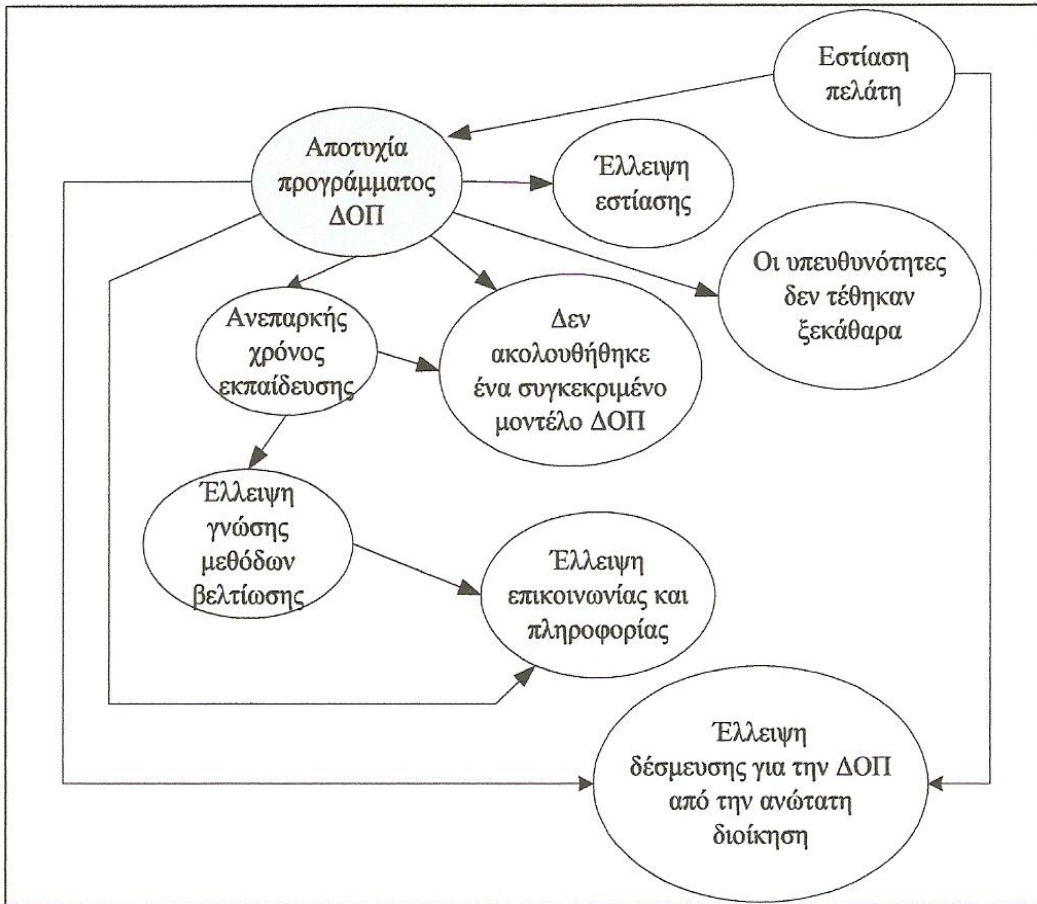 Εστίαση
πελάτη
Αποτυχία
προγράμματος
ΔΟΠ
Έλλειψη
εστίασης
Οι υπευθυνότητες
δεν τέθηκαν
ξεκάθαρα
Ανεπαρκής
χρόνος
εκπαίδευσης
Δεν
ακολουθήθηκε
ένα συγκεκριμένο
μοντέλο ΔΟΠ
Έλλειψη
γνώσης
μεθόδων
βελτίωσης
Έλλειψη
επικοινωνίας και
πληροφορίας
Έλλειψη
δέσμευσης για την ΔΟΠ
από την ανώτατη
διοίκηση